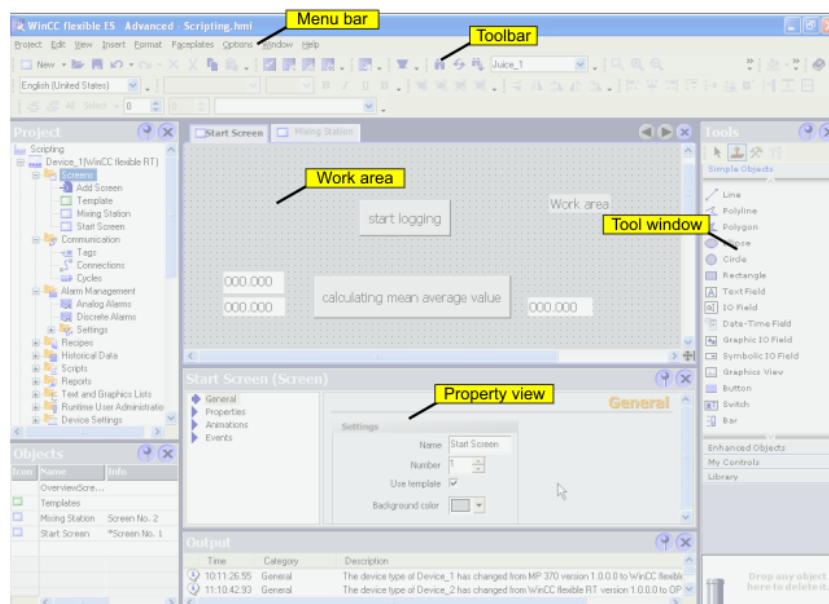 WinCC flexible ES Advanced - Scripting.hmi
Menu bar
Project Edit View Insert Format Faceplates Options Window Help
Toolbar
New
Juice_1
English (United States)
All Select 0
Project
Scripting
Device_1(WinCC flexible RT)
Screens
Add Screen
Template
Mixing Station
Start Screen
Communication
Tags
Connections
Cycles
Alarm Management
Analog Alarms
Discrete Alarms
Settings
Recipes
Historical Data
Scripts
Reports
Text and Graphics Lists
Runtime User Administratio
Device Settings
Objects
Icon Name Info
OverviewScre...
Templates
Mixing Station Screen No. 2
Start Screen *Screen No. 1
Start Screen Mixing Station
Work area
start logging
Work area
000.000
000.000
calculating mean average value
000.000
Start Screen (Screen)
General
Properties
Animations
Events
Property view
General
Settings
Name Start Screen
Number 1
Use template
Background color
Output
Time Category Description
10:11:26.55 General The device type of Device_1 has changed from MP 370 version 1.0.0.0 to WinCC flexible
11:10:42.93 General The device type of Device_2 has changed from WinCC flexible RT version 1.0.0.0 to OP
Tools
Simple Objects
Line
Polyline
Polygon
Tool window
Ellipse
Circle
Rectangle
TextField
IO Field
Date-Time Field
Graphic IO Field
Symbolic IO Field
Graphics View
Button
Switch
Bar
Enhanced Objects
My Controls
Library
Drop any object
here to delete it.